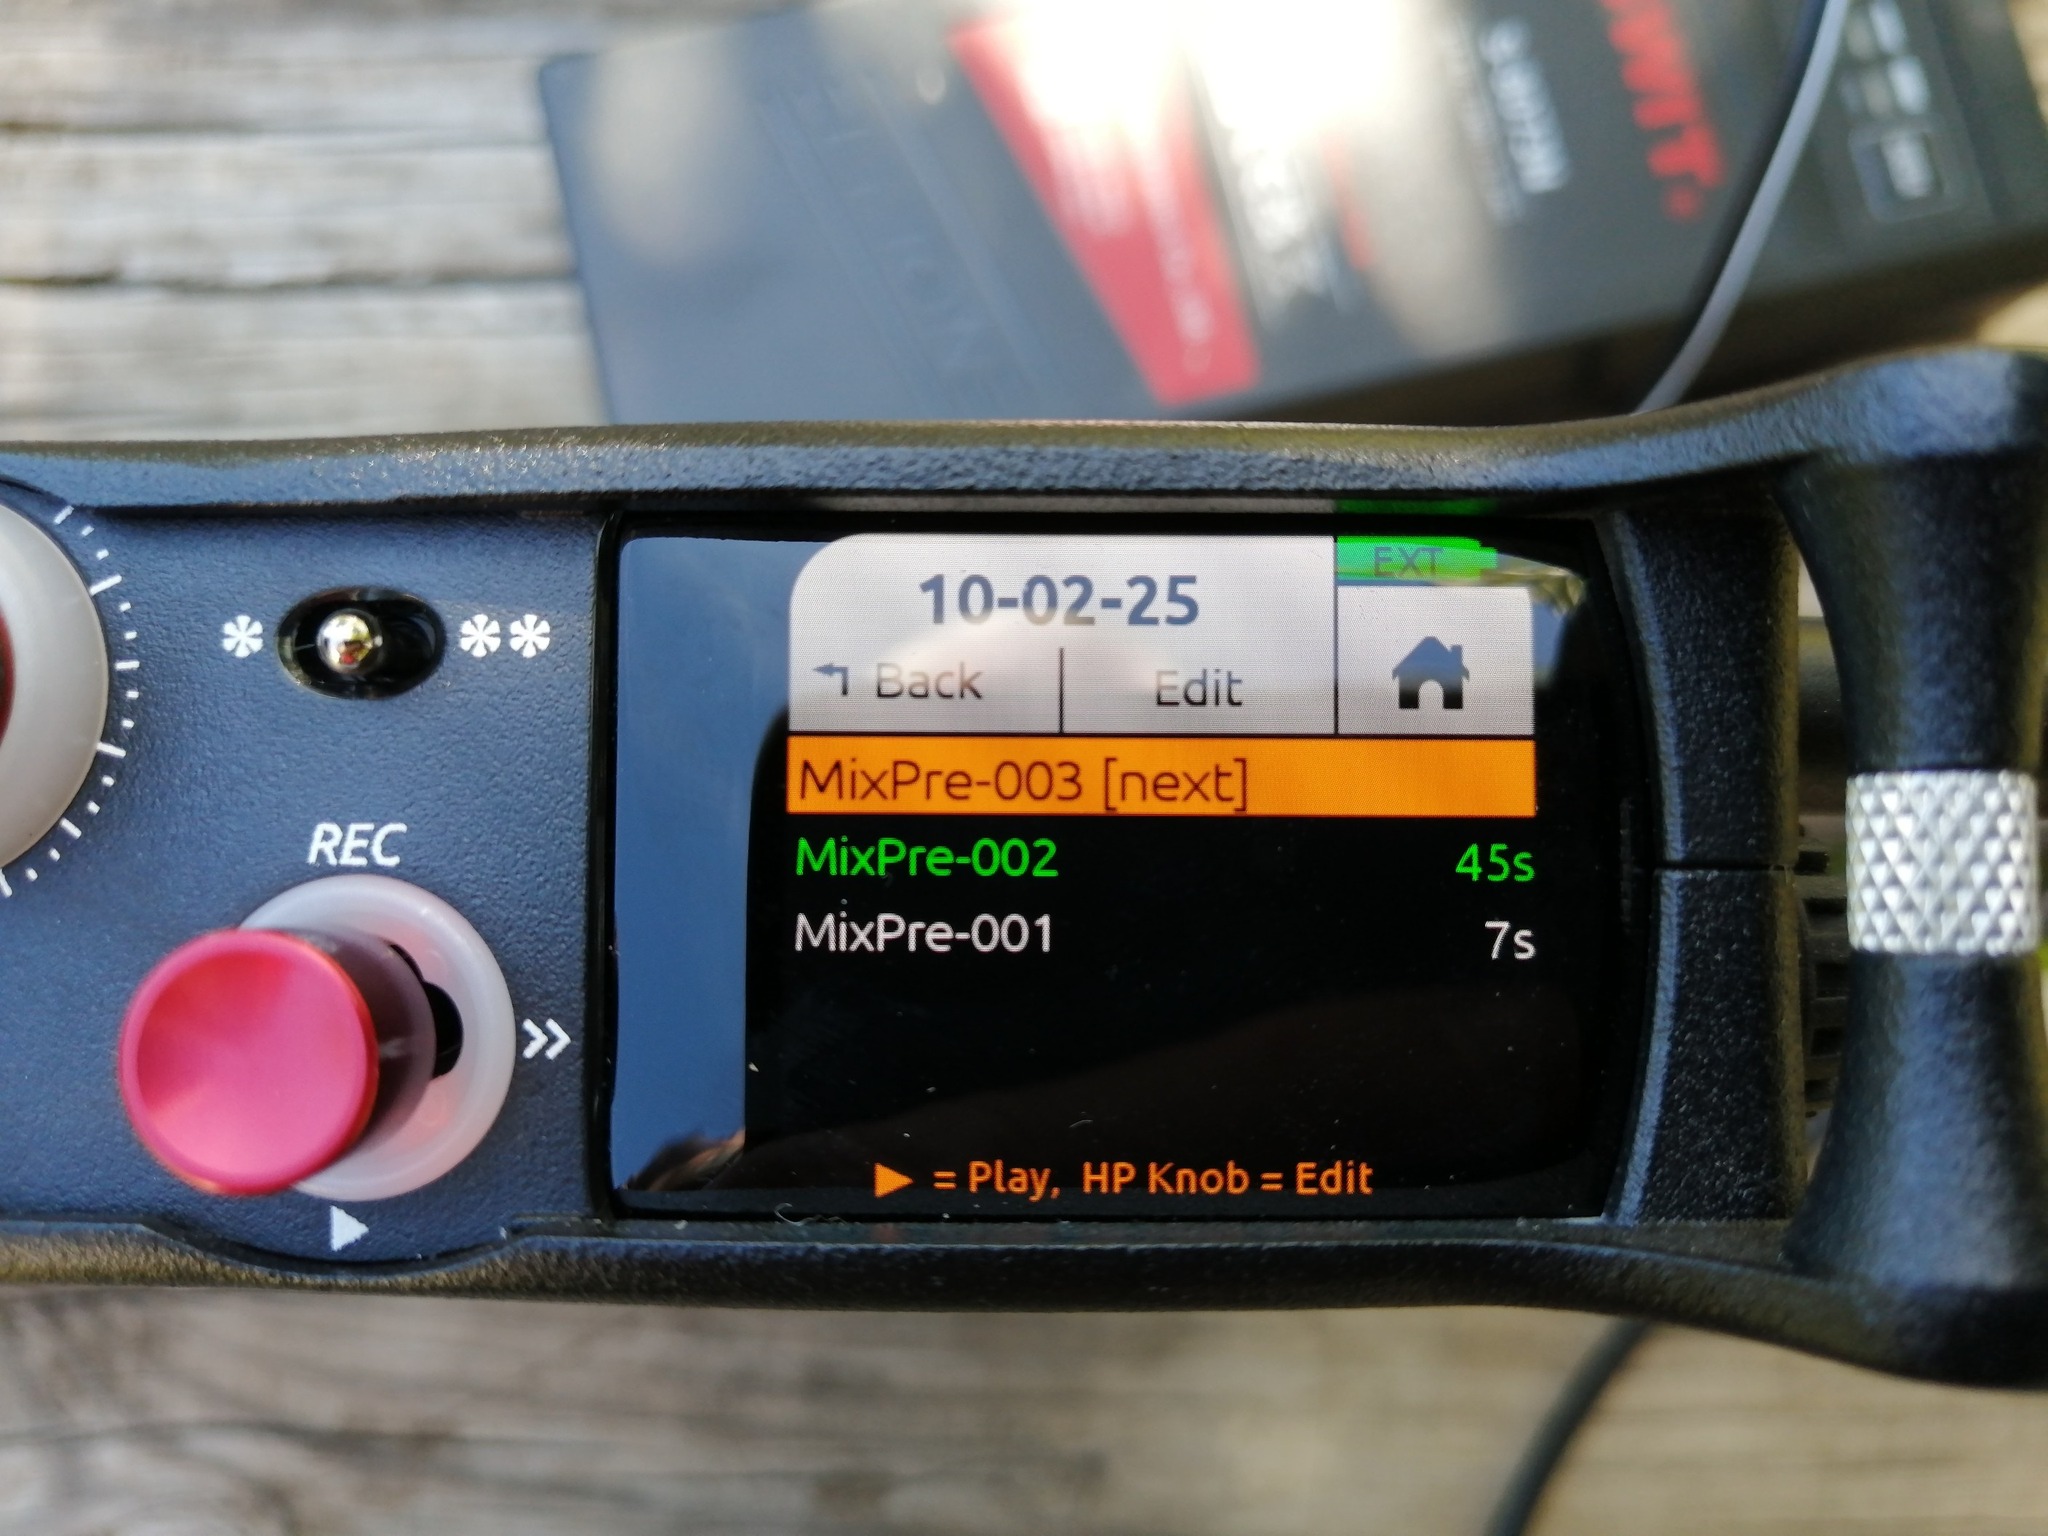 SWIT
EXT
10-02-25
Back
Edit
MixPre-003 [next]
MixPre-002 45s
MixPre-001 7s
▶ = Play, HP Knob = Edit
* **
REC